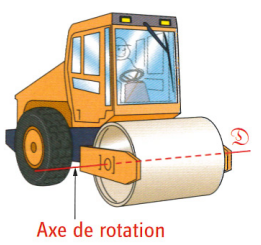 𝔇
Axe de rotation